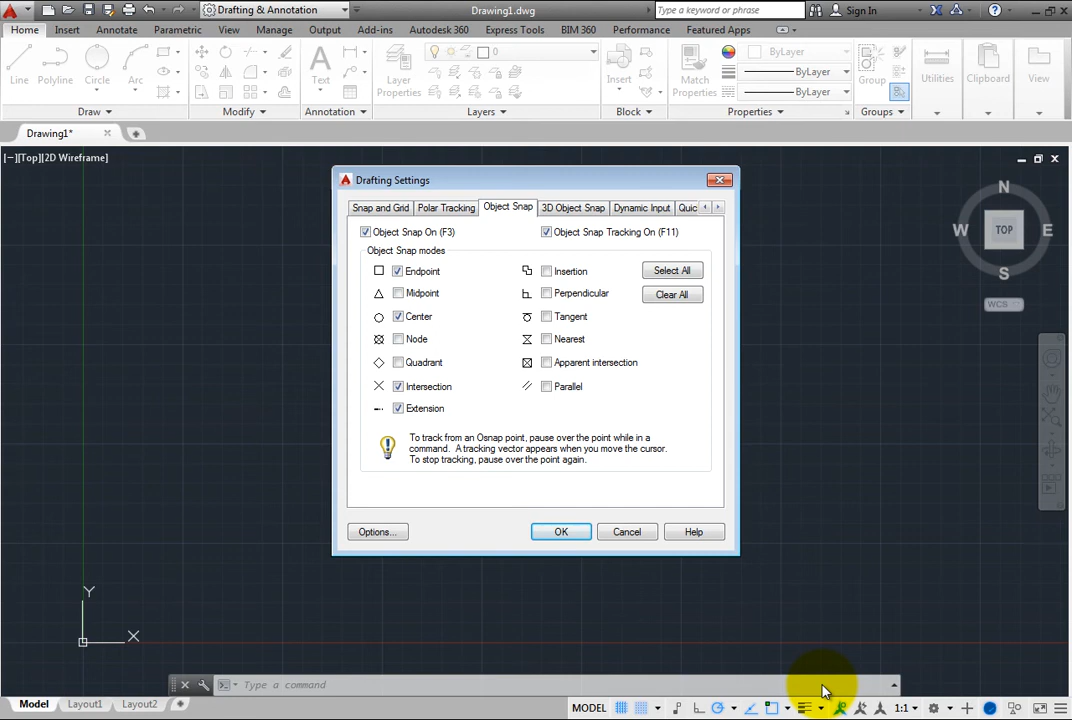 Drafting & Annotation
Drawing1.dwg
Type a keyword or phrase
Sign In
Home Insert Annotate Parametric View Manage Output Add-ins Autodesk 360 Express Tools BIM 360 Performance Featured Apps
Line Polyline Circle Arc
Text
Layer Properties
0
Insert
Match Properties
ByLayer
ByLayer
ByLayer
Group
Utilities
Clipboard
View
Draw Modify Annotation Layers Block Properties Groups
Drawing1*
[−][Top][2D Wireframe]
N
W TOP E
S
WCS
Drafting Settings
Snap and Grid Polar Tracking Object Snap 3D Object Snap Dynamic Input Quic
Object Snap On (F3) Object Snap Tracking On (F11)
Object Snap modes
Endpoint Insertion Select All
Midpoint Perpendicular Clear All
Center Tangent
Node Nearest
Quadrant Apparent intersection
Intersection Parallel
Extension
To track from an Osnap point, pause over the point while in a
command. A tracking vector appears when you move the cursor.
To stop tracking, pause over the point again.
Options... OK Cancel Help
Y
X
Type a command
Model Layout1 Layout2
MODEL 1:1